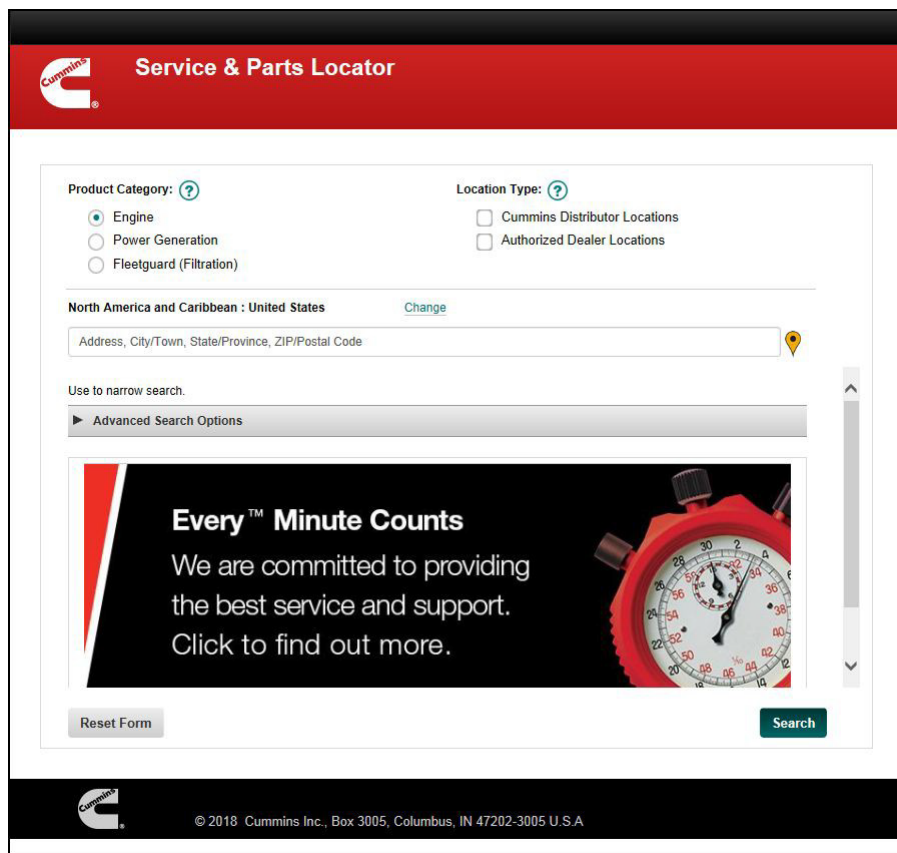 Cummins
®
Service & Parts Locator
Product Category: ?
Engine
Power Generation
Fleetguard (Filtration)
Location Type: ?
Cummins Distributor Locations
Authorized Dealer Locations
North America and Caribbean : United States Change
Address, City/Town, State/Province, ZIP/Postal Code
Use to narrow search.
Advanced Search Options
Every™ Minute Counts
We are committed to providing
the best service and support.
Click to find out more.
Reset Form
Search
Cummins
© 2018 Cummins Inc., Box 3005, Columbus, IN 47202-3005 U.S.A